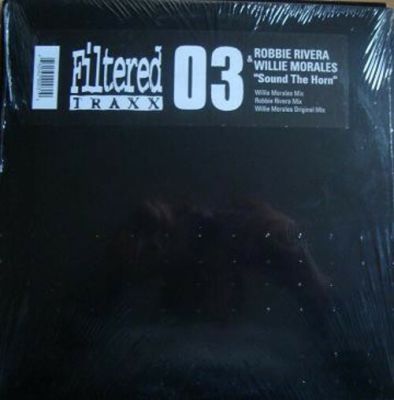 Filtered
TRAXX
03
ROBBIE RIVERA
& WILLIE MORALES
"Sound The Horn"
Willie Morales Mix
Robbie Rivera Mix
Willie Morales Original Mix